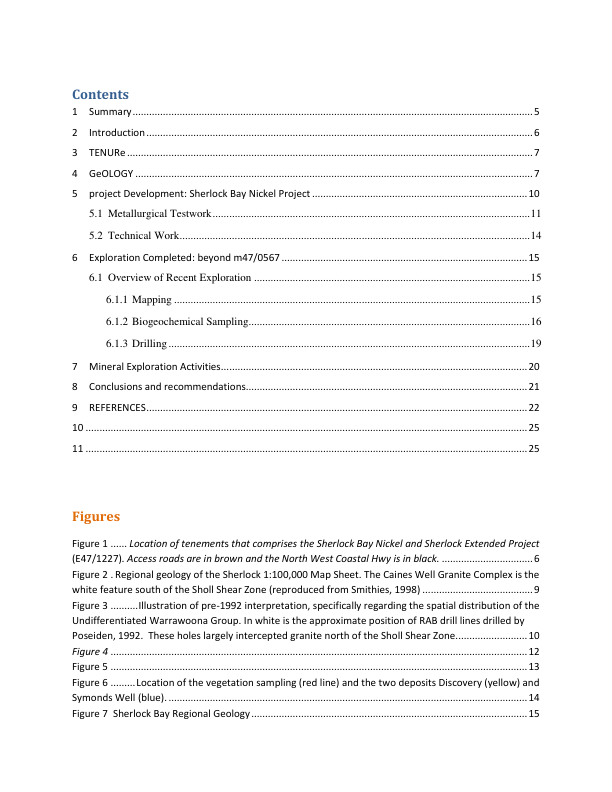 Contents
1 Summary 5
2 Introduction 6
3 TENURe 7
4 GeOLOGY 7
5 project Development: Sherlock Bay Nickel Project 10
5.1 Metallurgical Testwork 11
5.2 Technical Work 14
6 Exploration Completed: beyond m47/0567 15
6.1 Overview of Recent Exploration 15
6.1.1 Mapping 15
6.1.2 Biogeochemical Sampling 16
6.1.3 Drilling 19
7 Mineral Exploration Activities 20
8 Conclusions and recommendations 21
9 REFERENCES 22
10 25
11 25
Figures
Figure 1 ...... Location of tenements that comprises the Sherlock Bay Nickel and Sherlock Extended Project
(E47/1227). Access roads are in brown and the North West Coastal Hwy is in black. 6
Figure 2 . Regional geology of the Sherlock 1:100,000 Map Sheet. The Caines Well Granite Complex is the
white feature south of the Sholl Shear Zone (reproduced from Smithies, 1998) 9
Figure 3 ..........Illustration of pre-1992 interpretation, specifically regarding the spatial distribution of the
Undifferentiated Warrawoona Group. In white is the approximate position of RAB drill lines drilled by
Poseiden, 1992. These holes largely intercepted granite north of the Sholl Shear Zone 10
Figure 4 12
Figure 5 13
Figure 6 .........Location of the vegetation sampling (red line) and the two deposits Discovery (yellow) and
Symonds Well (blue). 14
Figure 7 Sherlock Bay Regional Geology 15